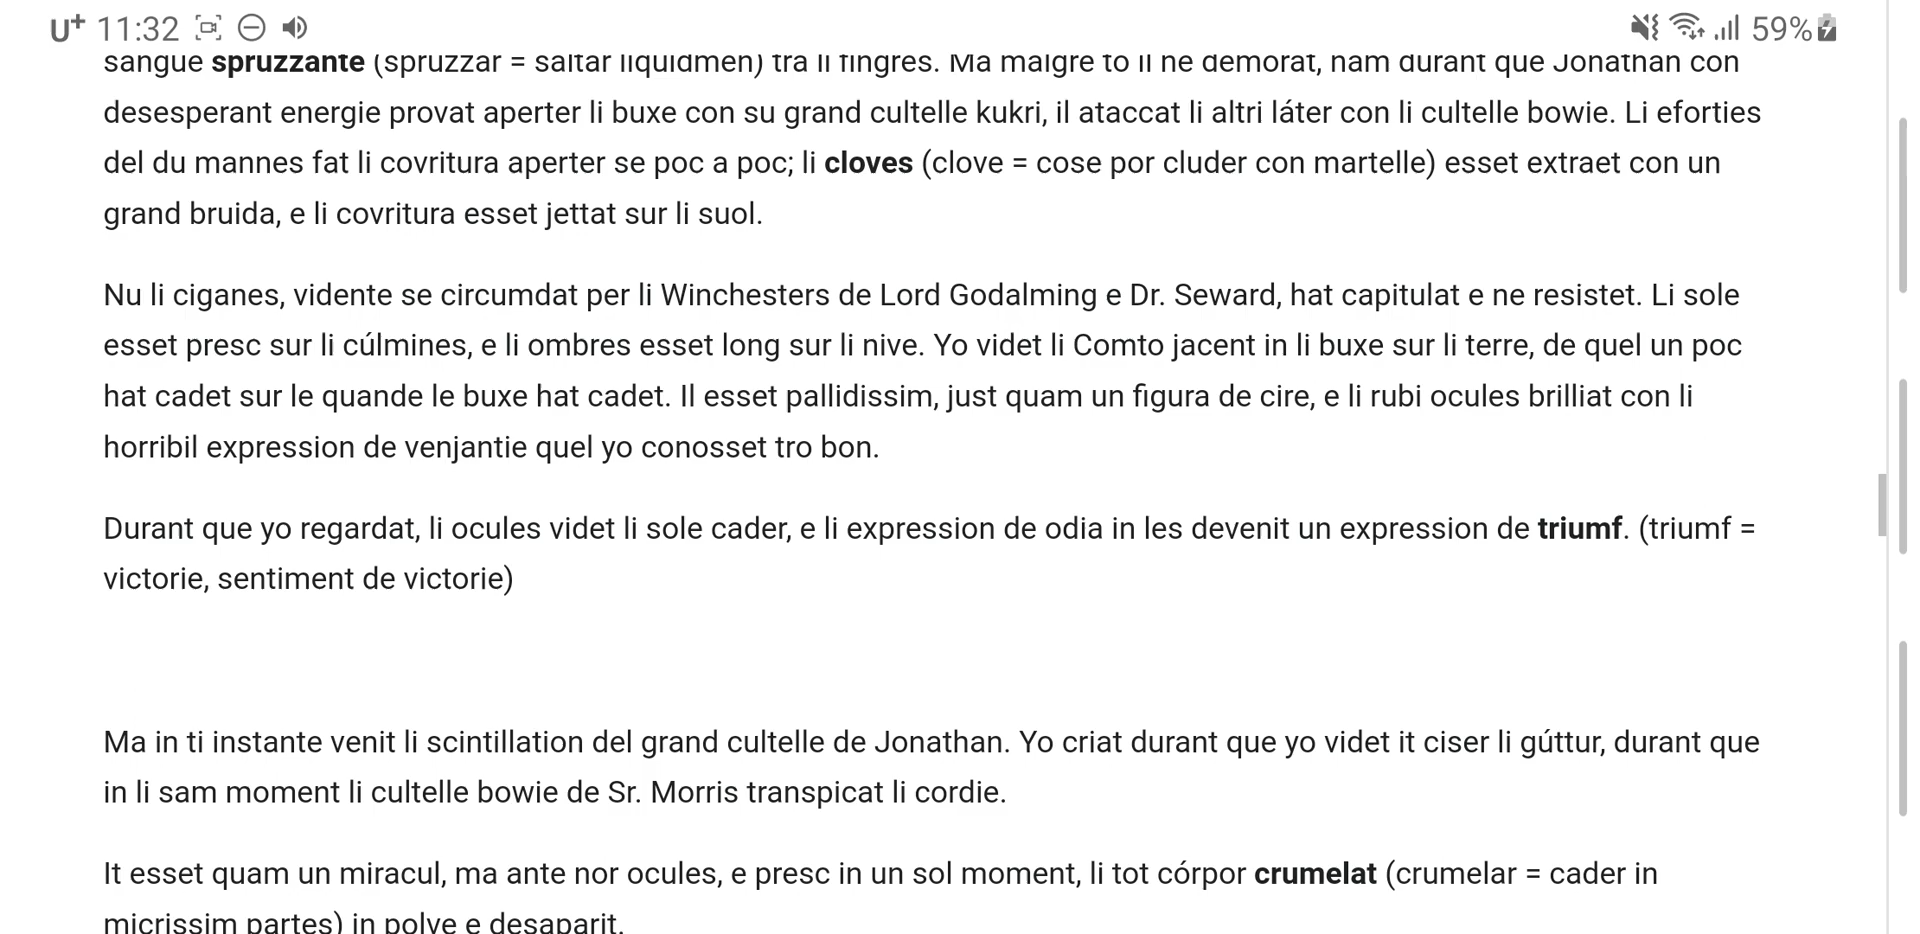 U+ 11:32 59%
sangue spruzzante (spruzzar = saltar liquidmen) tra li fingres. Ma malgre to il ne demorat, nam durant que Jonathan con
desesperant energie provat aperter li buxe con su grand cultelle kukri, il ataccat li altri láter con li cultelle bowie. Li eforties
del du mannes fat li covritura aperter se poc a poc; li cloves (clove = cose por cluder con martelle) esset extraet con un
grand bruida, e li covritura esset jettat sur li suol.
Nu li ciganes, vidente se circumdat per li Winchesters de Lord Godalming e Dr. Seward, hat capitulat e ne resistet. Li sole
esset presc sur li cúlmines, e li ombres esset long sur li nive. Yo videt li Comto jacent in li buxe sur li terre, de quel un poc
hat cadet sur le quande le buxe hat cadet. Il esset pallidissim, just quam un figura de cire, e li rubi ocules brilliat con li
horribil expression de venjantie quel yo conosset tro bon.
Durant que yo regardat, li ocules videt li sole cader, e li expression de odia in les devenit un expression de triumf. (triumf =
victorie, sentiment de victorie)
Ma in ti instante venit li scintillation del grand cultelle de Jonathan. Yo criat durant que yo videt it ciser li gúttur, durant que
in li sam moment li cultelle bowie de Sr. Morris transpicat li cordie.
It esset quam un miracul, ma ante nor ocules, e presc in un sol moment, li tot córpor crumelat (crumelar = cader in
micrissim partes) in polve e desaparit.